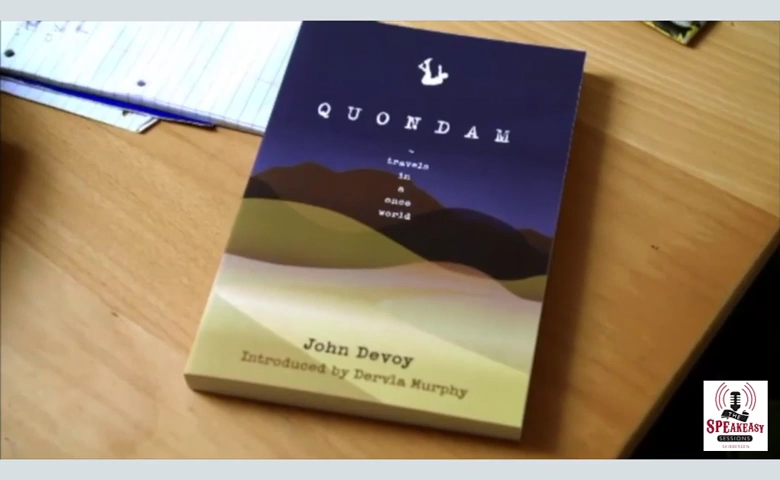 QUONDAM
~
travels
in
a
once
world
John Devoy
Introduced by Dervla Murphy
THE
SPEAKEASY
SESSIONS